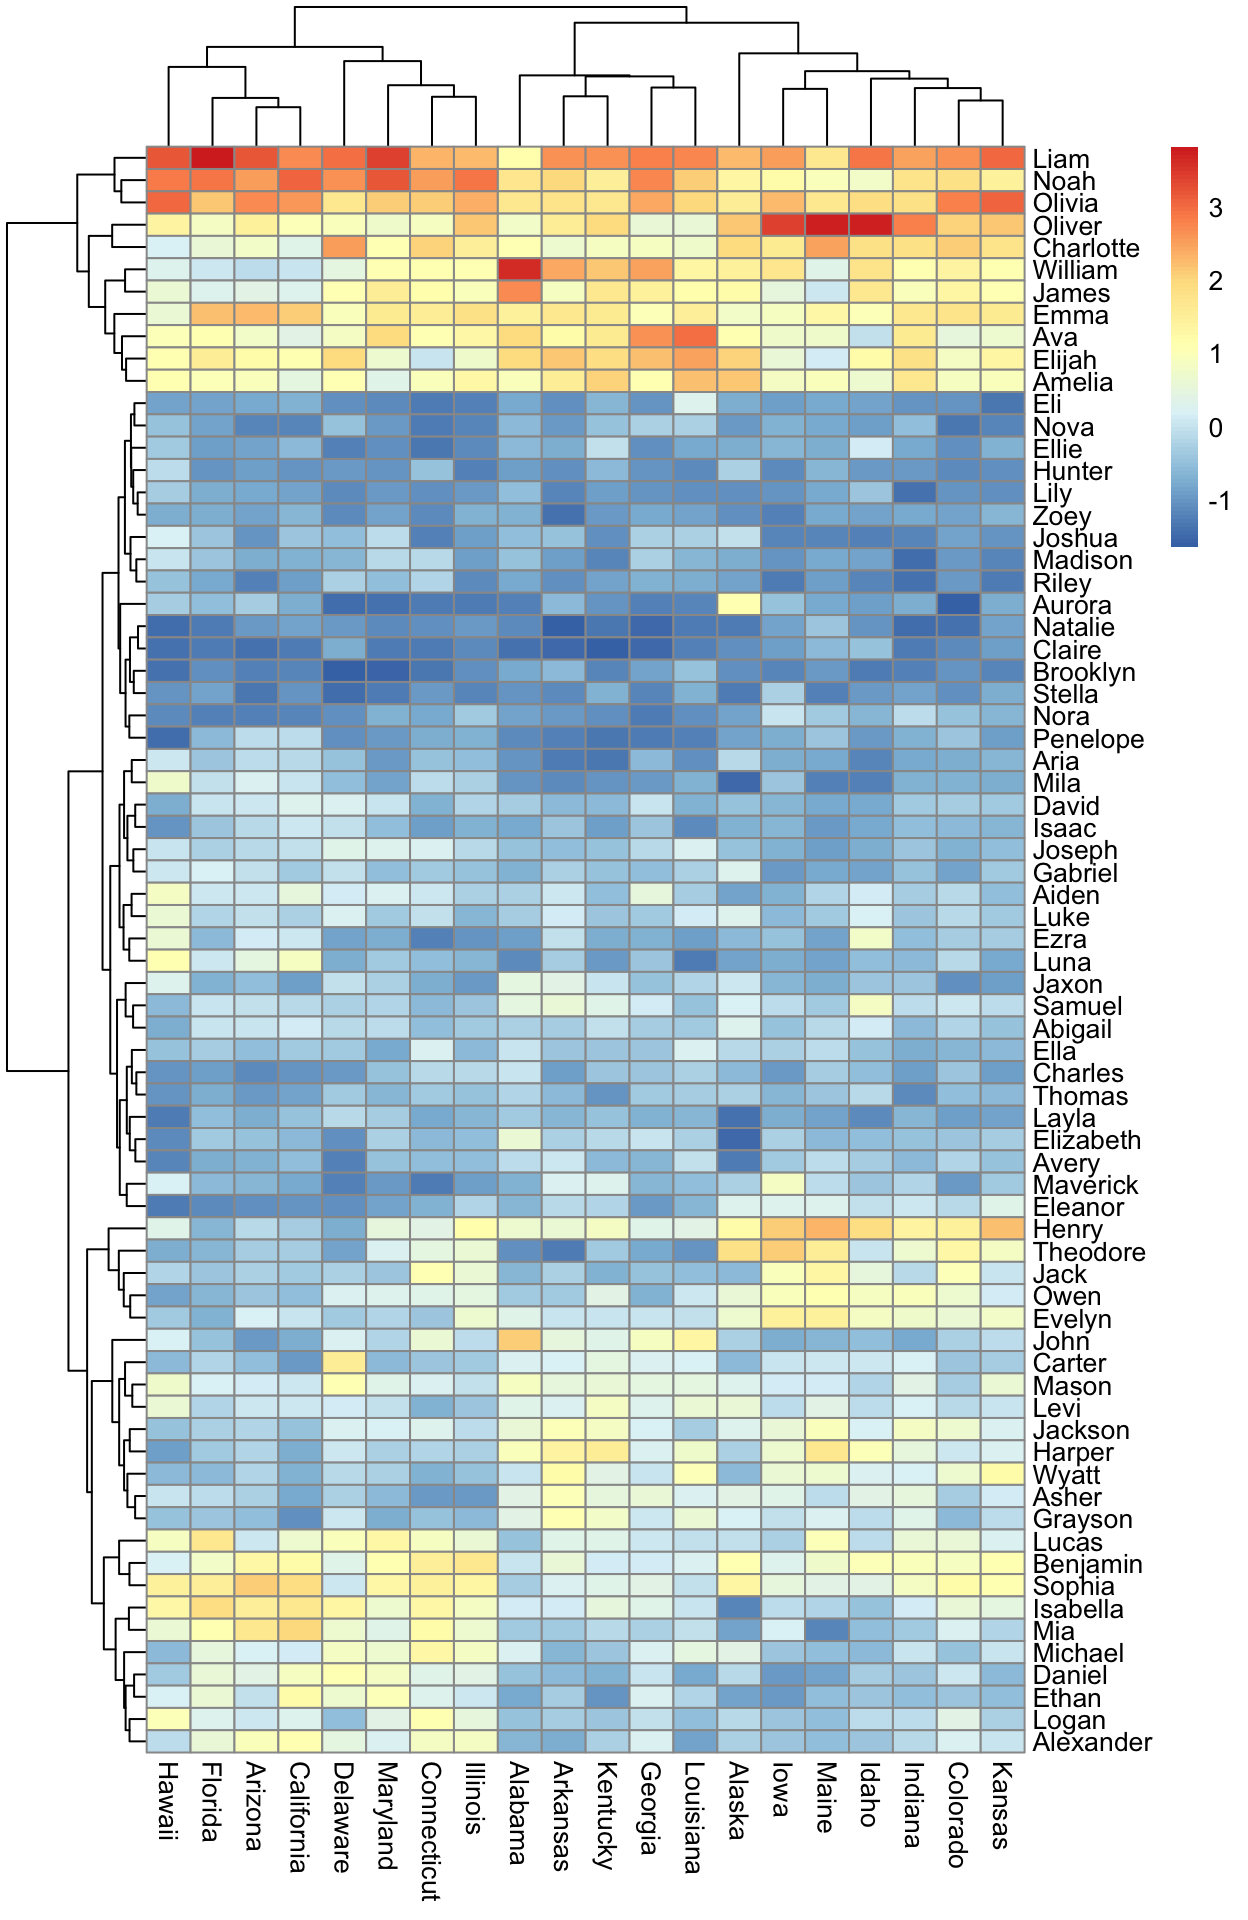 Liam
Noah
Olivia
Oliver
Charlotte
William
James
Emma
Ava
Elijah
Amelia
Eli
Nova
Ellie
Hunter
Lily
Zoey
Joshua
Madison
Riley
Aurora
Natalie
Claire
Brooklyn
Stella
Nora
Penelope
Aria
Mila
David
Isaac
Joseph
Gabriel
Aiden
Luke
Ezra
Luna
Jaxon
Samuel
Abigail
Ella
Charles
Thomas
Layla
Elizabeth
Avery
Maverick
Eleanor
Henry
Theodore
Jack
Owen
Evelyn
John
Carter
Mason
Levi
Jackson
Harper
Wyatt
Asher
Grayson
Lucas
Benjamin
Sophia
Isabella
Mia
Michael
Daniel
Ethan
Logan
Alexander
3
2
1
0
-1
Hawaii
Florida
Arizona
California
Delaware
Maryland
Connecticut
Illinois
Alabama
Arkansas
Kentucky
Georgia
Louisiana
Alaska
Iowa
Maine
Idaho
Indiana
Colorado
Kansas